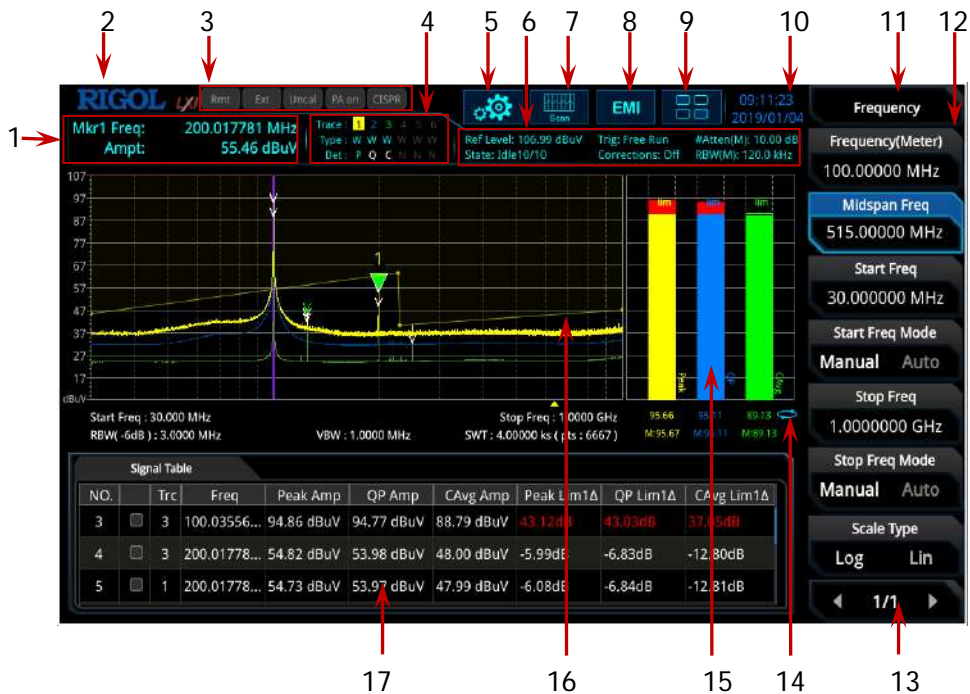 2 3 4 5 6 7 8 9 10 11 12
RIGOL LXI Rmt Ext Uncal PA on CISPR
Scan
EMI
09:11:23
2019/01/04
1
Mkr1 Freq: 200.017781 MHz
Ampt: 55.46 dBuV
Trace: 1 2 3 4 5 6
Type: W W W W W W
Det: P Q C N N N
Ref Level: 106.99 dBuV Trig: Free Run #Atten(M): 10.00 dB
State: Idle10/10 Corrections: Off RBW(M): 120.0 kHz
107
97
87
77
67
57
47
37
27
17
dBuV
1
lim lim lim
Peak QP CAvg
95.66 95.11 89.13
M:95.67 M:95.11 M:89.13
Start Freq : 30.000 MHz Stop Freq : 1.0000 GHz
RBW( -6dB ) : 3.0000 MHz VBW : 1.0000 MHz SWT : 4.00000 ks ( pts : 6667 )
Signal Table
NO. Trc Freq Peak Amp QP Amp CAvg Amp Peak Lim1Δ QP Lim1Δ CAvg Lim1Δ
3 3 100.03556... 94.86 dBuV 94.77 dBuV 88.79 dBuV 43.12dB 43.03dB 37.05dB
4 3 200.01778... 54.82 dBuV 53.98 dBuV 48.00 dBuV -5.99dB -6.83dB -12.80dB
5 1 200.01778... 54.73 dBuV 53.97 dBuV 47.99 dBuV -6.08dB -6.84dB -12.81dB
Frequency
Frequency(Meter)
100.00000 MHz
Midspan Freq
515.00000 MHz
Start Freq
30.000000 MHz
Start Freq Mode
Manual Auto
Stop Freq
1.0000000 GHz
Stop Freq Mode
Manual Auto
Scale Type
Log Lin
1/1
17 16 15 14 13